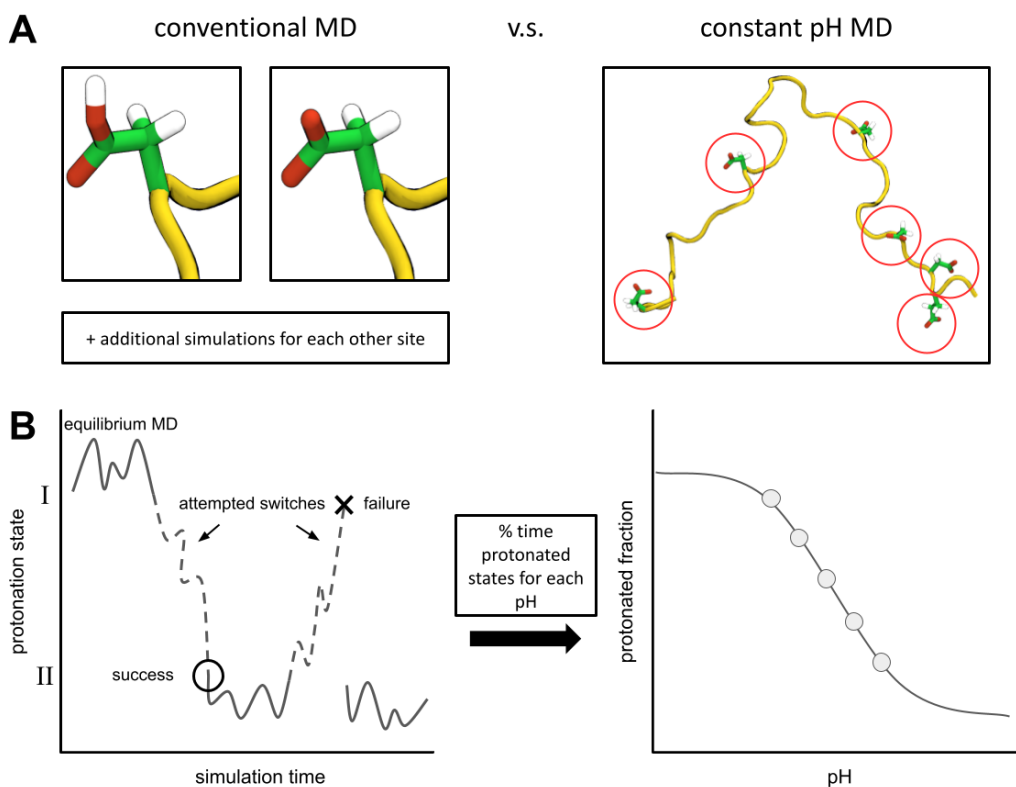 A
conventional MD
v.s.
constant pH MD
+ additional simulations for each other site
B
equilibrium MD
I
attempted switches
failure
success
II
protonation state
simulation time
% time
protonated
states for each
pH
protonated fraction
pH